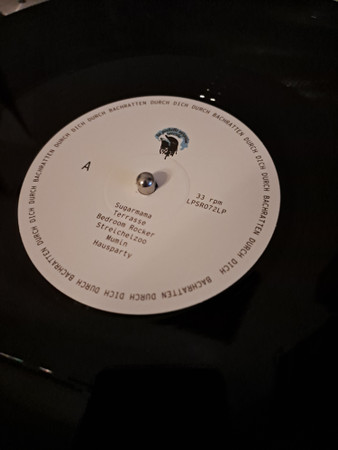 BACHRATTEN DURCH DICH DURCH BACHRATTEN DURCH DICH DURCH BACHRATTEN DURCH DICH DURCH BACHRATTEN DURCH DICH DURCH
A
33 rpm
LPSR072LP
Sugarmama
Terrasse
Bedroom Rocker
Streichelzoo
Mumin
Hausparty